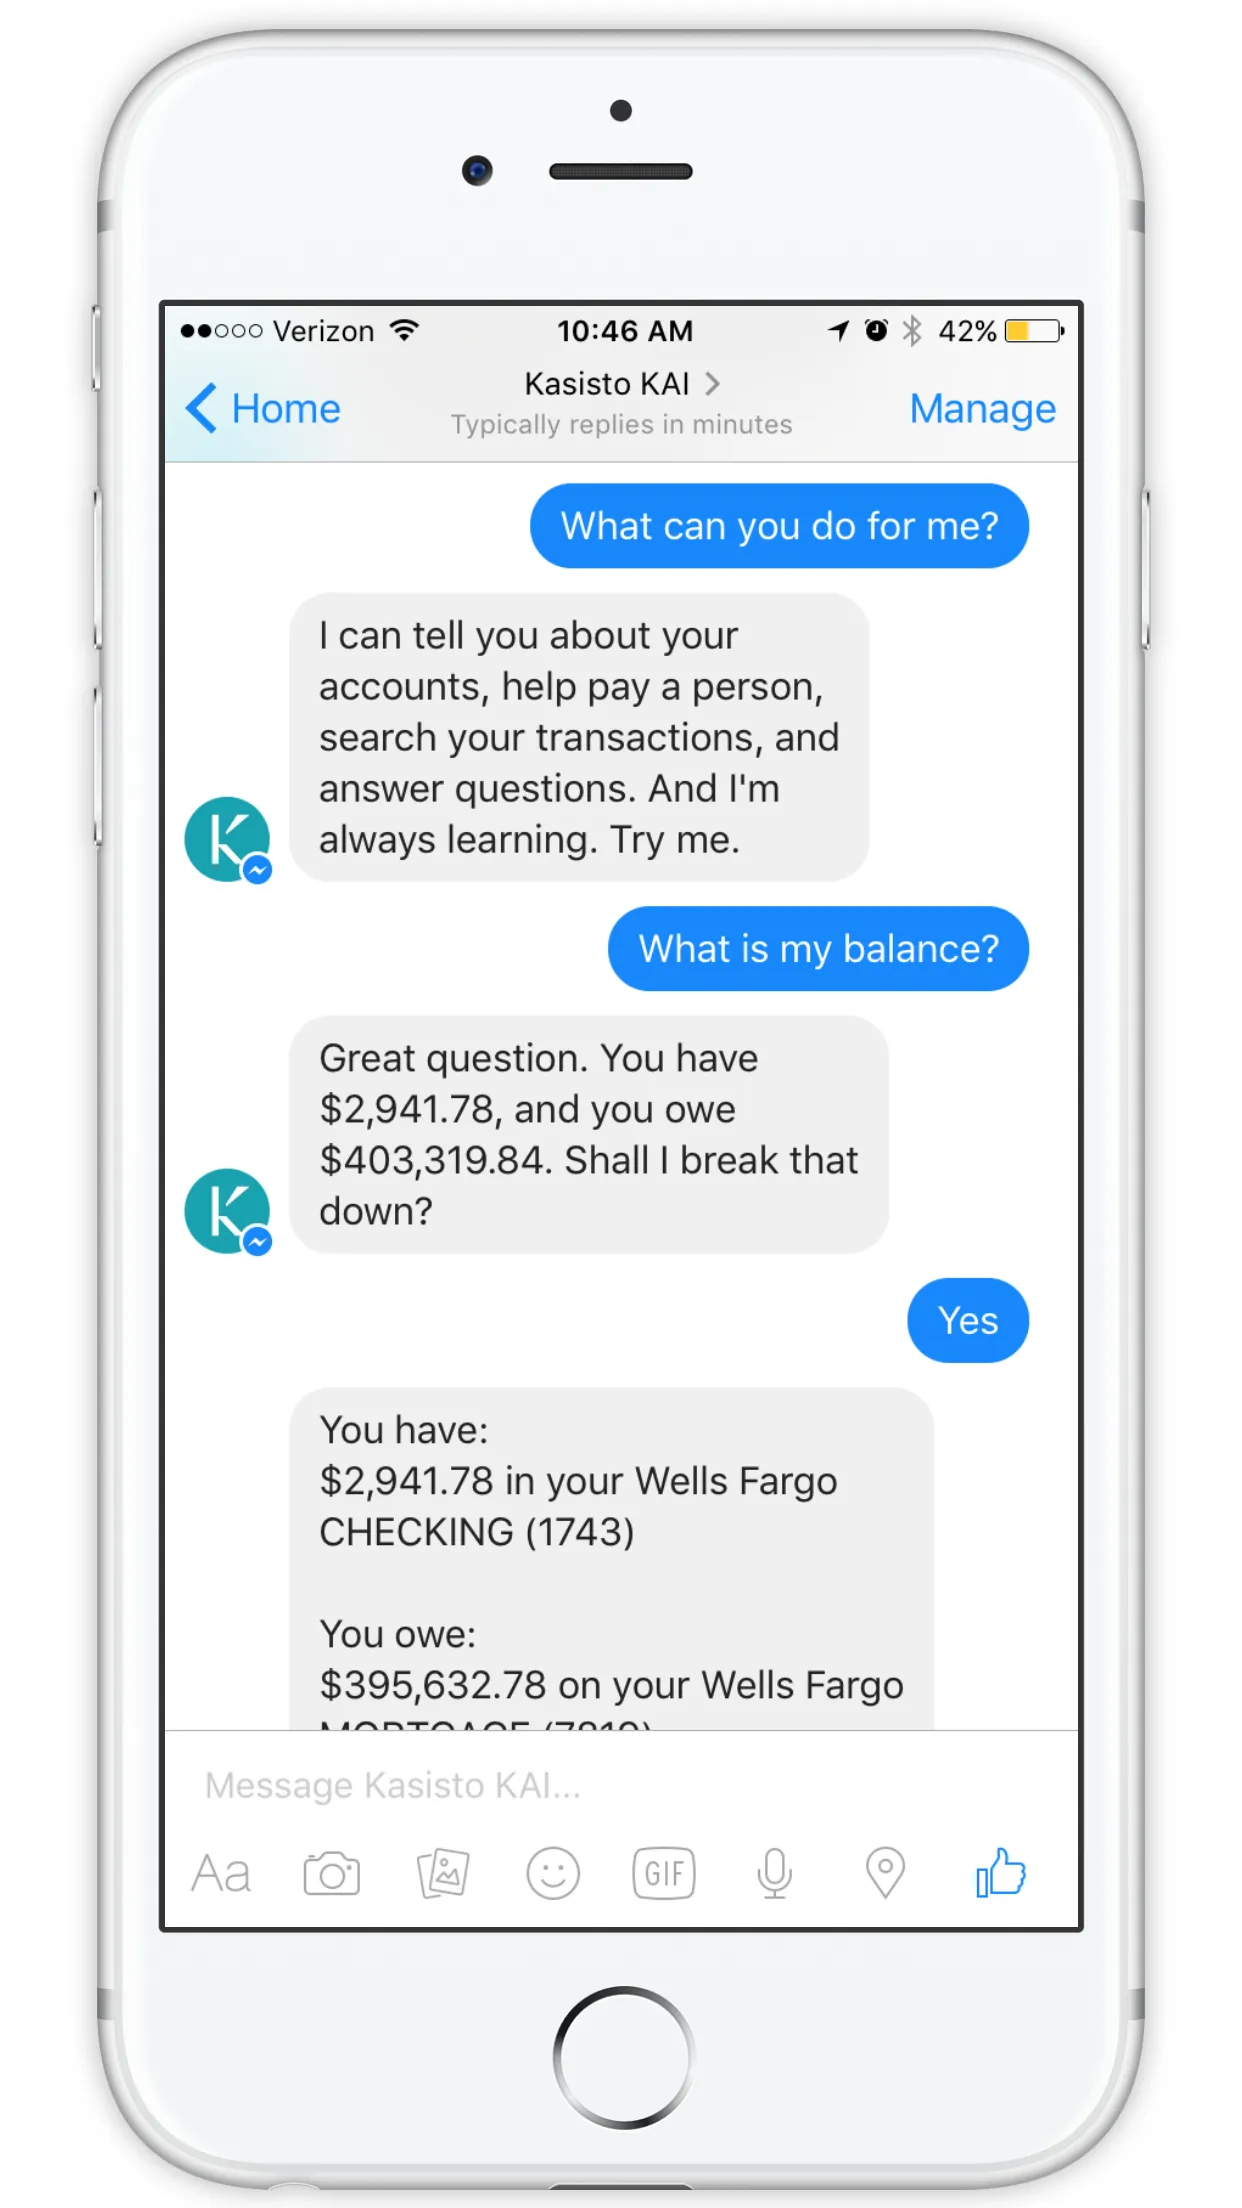 Verizon 10:46 AM 42%
Home Kasisto KAI Manage
Typically replies in minutes
What can you do for me?
I can tell you about your
accounts, help pay a person,
search your transactions, and
answer questions. And I'm
always learning. Try me.
What is my balance?
Great question. You have
$2,941.78, and you owe
$403,319.84. Shall I break that
down?
Yes
You have:
$2,941.78 in your Wells Fargo
CHECKING (1743)
You owe:
$395,632.78 on your Wells Fargo
MORTGAGE (7819)
Message Kasisto KAI...
Aa GIF